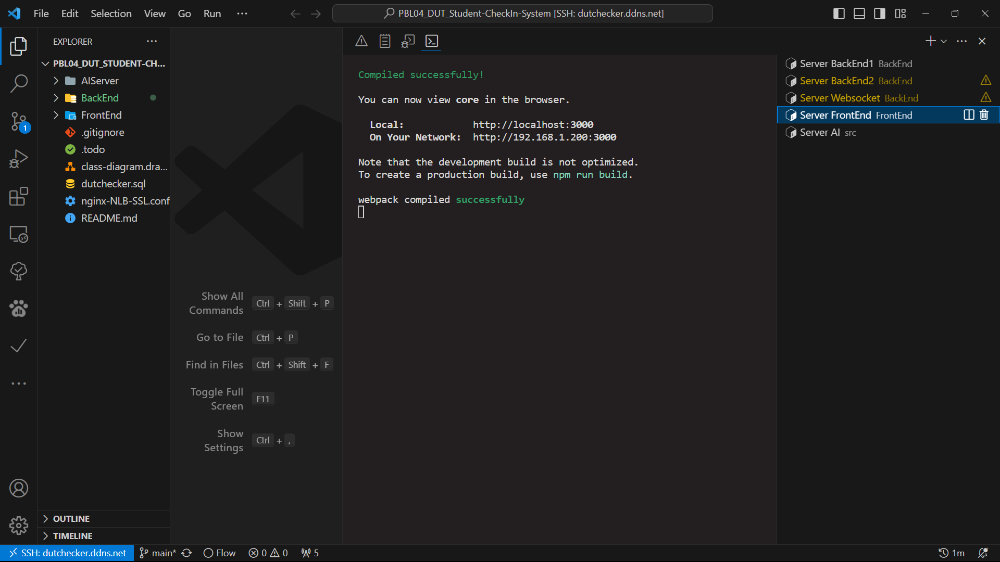 File Edit Selection View Go Run
PBL04_DUT_Student-CheckIn-System [SSH: dutchecker.ddns.net]
EXPLORER
PBL04_DUT_STUDENT-CH...
AIServer
BackEnd
FrontEnd
.gitignore
.todo
class-diagram.dra...
dutchecker.sql
nginx-NLB-SSL.conf
README.md
OUTLINE
TIMELINE
1
Show All Commands Ctrl + Shift + P
Go to File Ctrl + P
Find in Files Ctrl + Shift + F
Toggle Full Screen F11
Show Settings Ctrl + ,
Compiled successfully!
You can now view core in the browser.
Local: http://localhost:3000
On Your Network: http://192.168.1.200:3000
Note that the development build is not optimized.
To create a production build, use npm run build.
webpack compiled successfully
Server BackEnd1 BackEnd
Server BackEnd2 BackEnd
Server Websocket BackEnd
Server FrontEnd FrontEnd
Server AI src
SSH: dutchecker.ddns.net main* Flow 0 0 5 1m